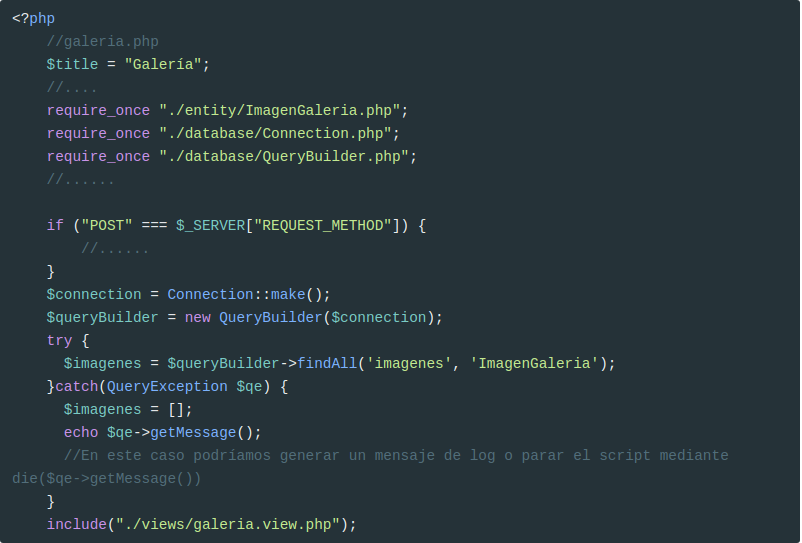 <?php
    //galeria.php
    $title = "Galería";
    //....
    require_once "./entity/ImagenGaleria.php";
    require_once "./database/Connection.php";
    require_once "./database/QueryBuilder.php";
    //......

    if ("POST" === $_SERVER["REQUEST_METHOD"]) {
        //......
    }
    $connection = Connection::make();
    $queryBuilder = new QueryBuilder($connection);
    try {
      $imagenes = $queryBuilder->findAll('imagenes', 'ImagenGaleria');
    }catch(QueryException $qe) {
      $imagenes = [];
      echo $qe->getMessage();
      //En este caso podríamos generar un mensaje de log o parar el script mediante
die($qe->getMessage())
    }
    include("./views/galeria.view.php");